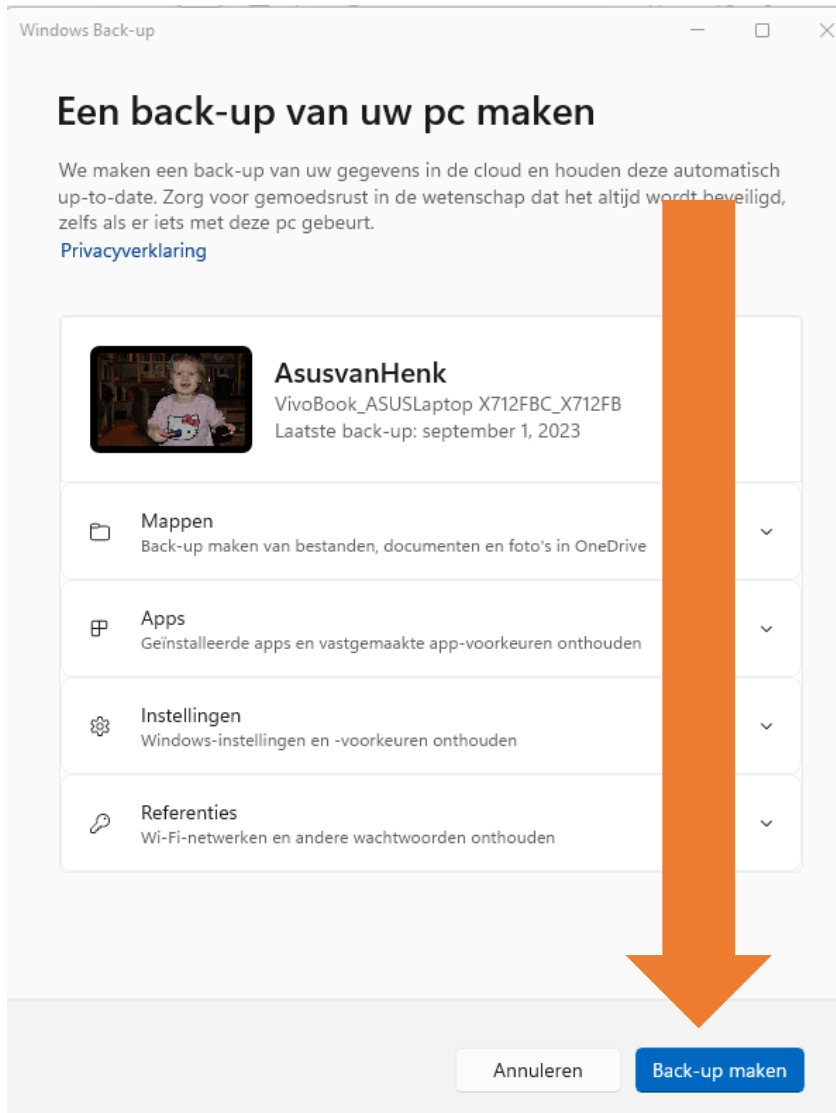 Windows Back-up
Een back-up van uw pc maken
We maken een back-up van uw gegevens in de cloud en houden deze automatisch
up-to-date. Zorg voor gemoedsrust in de wetenschap dat het altijd wordt beveiligd,
zelfs als er iets met deze pc gebeurt.
Privacyverklaring
AsusvanHenk
VivoBook_ASUSLaptop X712FBC_X712FB
Laatste back-up: september 1, 2023
Mappen
Back-up maken van bestanden, documenten en foto's in OneDrive
Apps
Geïnstalleerde apps en vastgemaakte app-voorkeuren onthouden
Instellingen
Windows-instellingen en -voorkeuren onthouden
Referenties
Wi-Fi-netwerken en andere wachtwoorden onthouden
Annuleren
Back-up maken